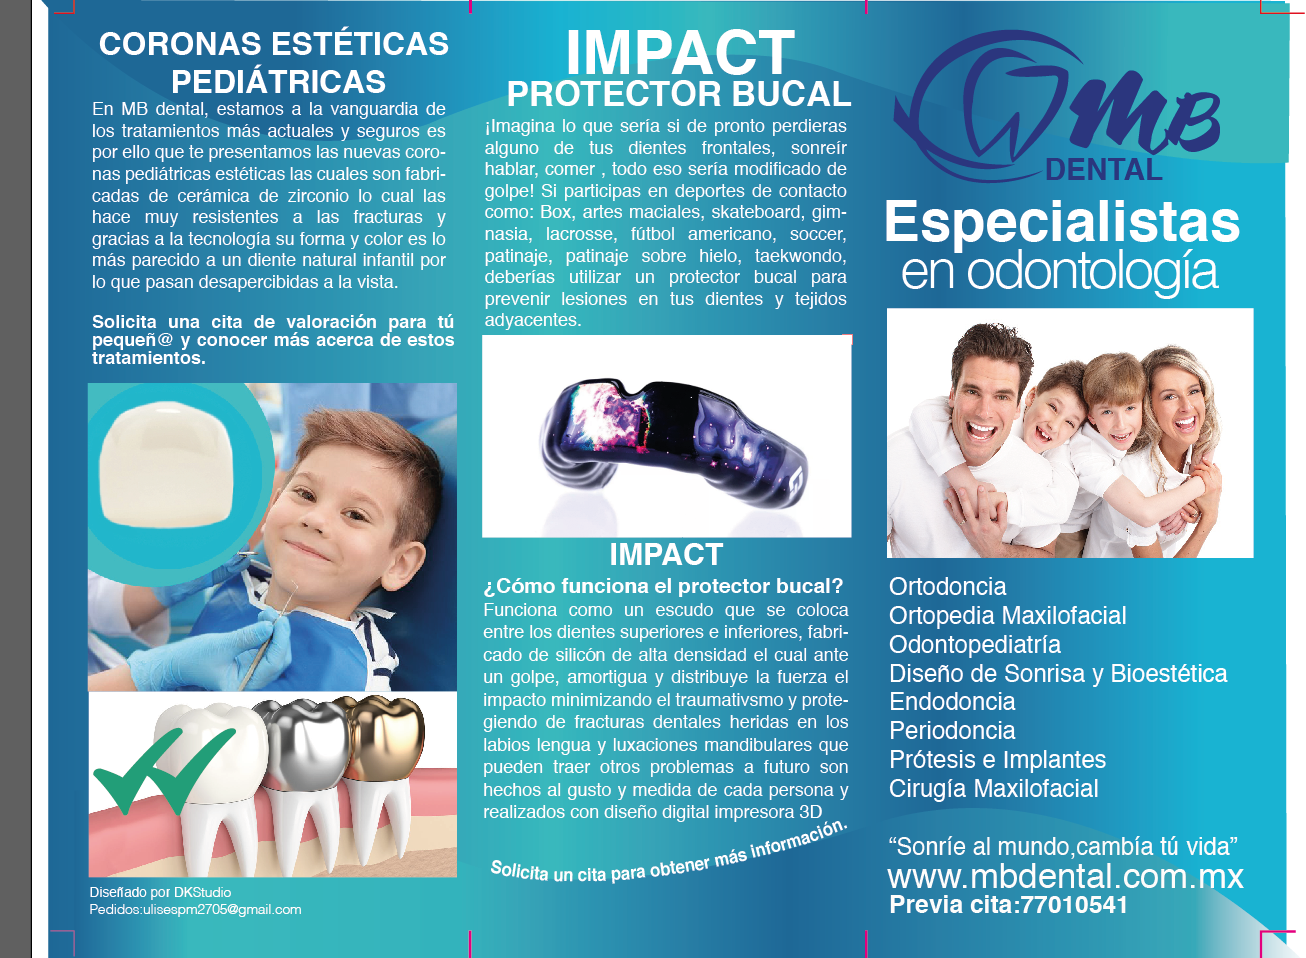 CORONAS ESTÉTICAS
PEDIÁTRICAS
En MB dental, estamos a la vanguardia de
los tratamientos más actuales y seguros es
por ello que te presentamos las nuevas coro-
nas pediátricas estéticas las cuales son fabri-
cadas de cerámica de zirconio lo cual las
hace muy resistentes a las fracturas y
gracias a la tecnología su forma y color es lo
más parecido a un diente natural infantil por
lo que pasan desapercibidas a la vista.
Solicita una cita de valoración para tú
pequeñ@ y conocer más acerca de estos
tratamientos.
Diseñado por DKStudio
Pedidos:ulisespm2705@gmail.com
IMPACT
PROTECTOR BUCAL
¡Imagina lo que sería si de pronto perdieras
alguno de tus dientes frontales, sonreír
hablar, comer , todo eso sería modificado de
golpe! Si participas en deportes de contacto
como: Box, artes maciales, skateboard, gim-
nasia, lacrosse, fútbol americano, soccer,
patinaje, patinaje sobre hielo, taekwondo,
deberías utilizar un protector bucal para
prevenir lesiones en tus dientes y tejidos
adyacentes.
IMPACT
¿Cómo funciona el protector bucal?
Funciona como un escudo que se coloca
entre los dientes superiores e inferiores, fabri-
cado de silicón de alta densidad el cual ante
un golpe, amortigua y distribuye la fuerza el
impacto minimizando el traumativsmo y prote-
giendo de fracturas dentales heridas en los
labios lengua y luxaciones mandibulares que
pueden traer otros problemas a futuro son
hechos al gusto y medida de cada persona y
realizados con diseño digital impresora 3D
Solicita un cita para obtener más información.
MB
DENTAL
Especialistas
en odontología
Ortodoncia
Ortopedia Maxilofacial
Odontopediatría
Diseño de Sonrisa y Bioestética
Endodoncia
Periodoncia
Prótesis e Implantes
Cirugía Maxilofacial
“Sonríe al mundo,cambía tú vida”
www.mbdental.com.mx
Previa cita:77010541